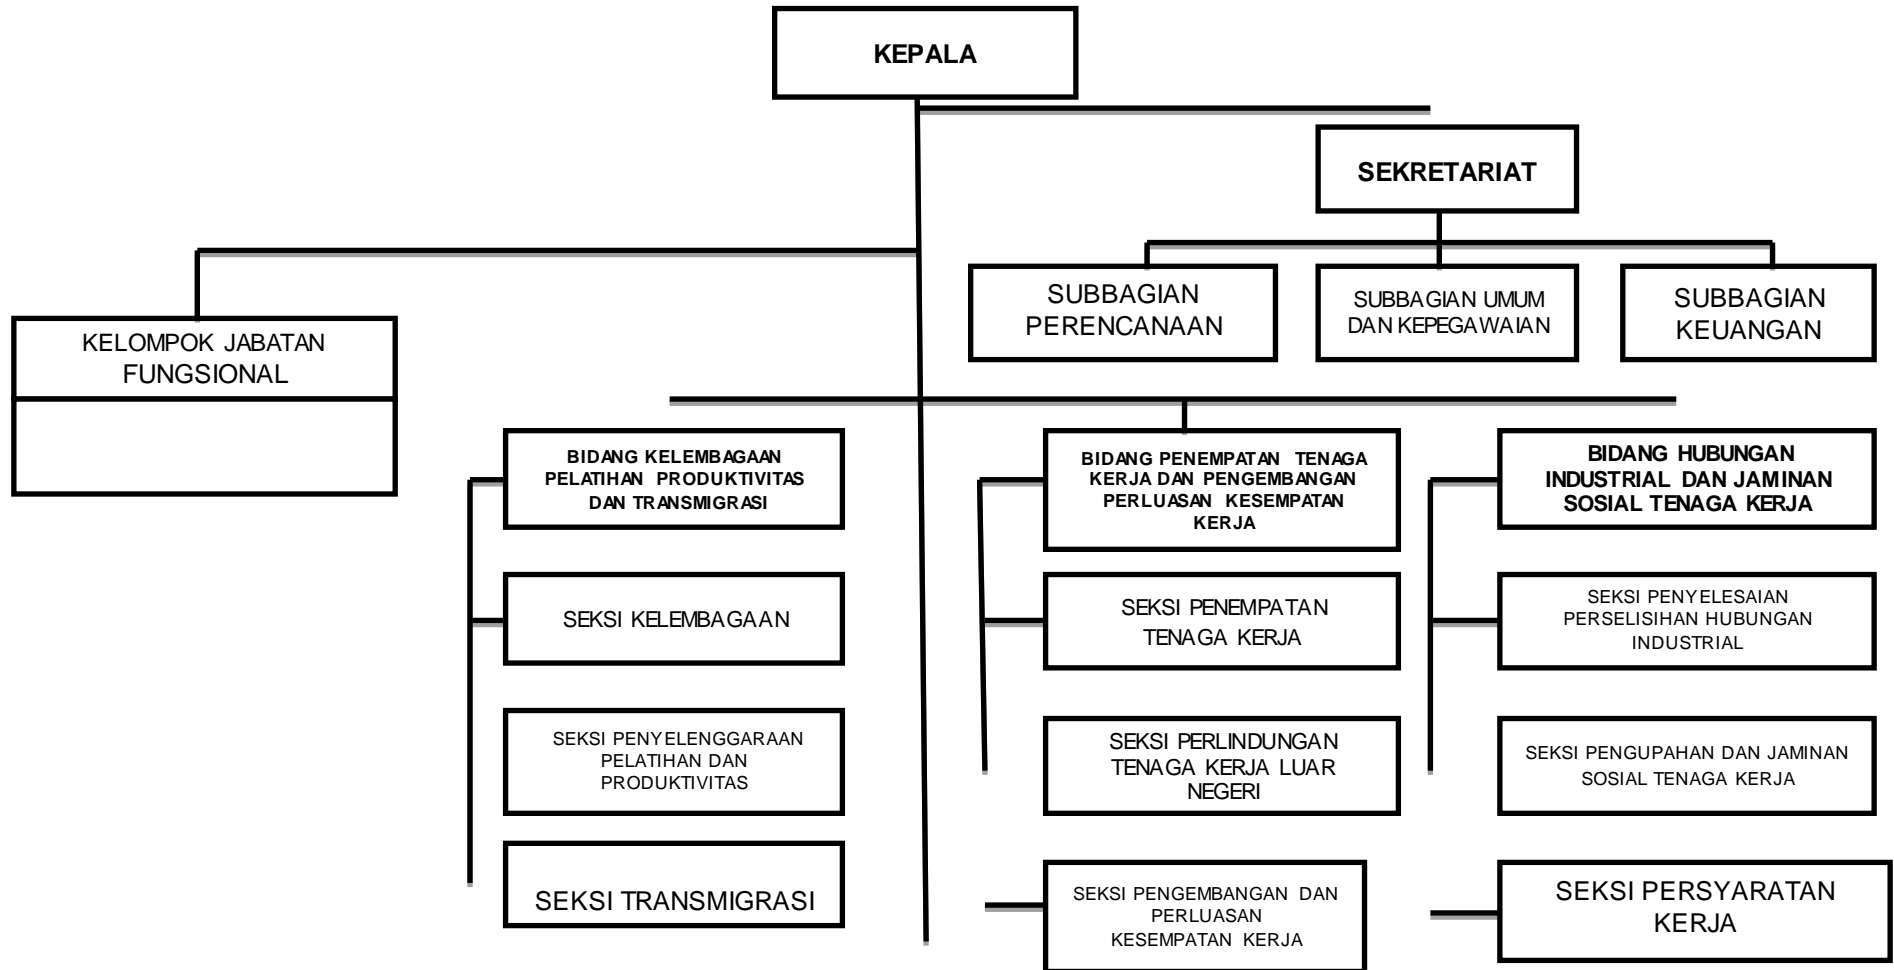 KEPALA
SEKRETARIAT
SUBBAGIAN
PERENCANAAN
SUBBAGIAN UMUM
DAN KEPEGAWAIAN
SUBBAGIAN
KEUANGAN
KELOMPOK JABATAN
FUNGSIONAL
BIDANG KELEMBAGAAN
PELATIHAN PRODUKTIVITAS
DAN TRANSMIGRASI
BIDANG PENEMPATAN TENAGA
KERJA DAN PENGEMBANGAN
PERLUASAN KESEMPATAN
KERJA
BIDANG HUBUNGAN
INDUSTRIAL DAN JAMINAN
SOSIAL TENAGA KERJA
SEKSI KELEMBAGAAN
SEKSI PENEMPATAN
TENAGA KERJA
SEKSI PENYELESAIAN
PERSELISIHAN HUBUNGAN
INDUSTRIAL
SEKSI PENYELENGGARAAN
PELATIHAN DAN
PRODUKTIVITAS
SEKSI PERLINDUNGAN
TENAGA KERJA LUAR
NEGERI
SEKSI PENGUPAHAN DAN JAMINAN
SOSIAL TENAGA KERJA
SEKSI TRANSMIGRASI
SEKSI PENGEMBANGAN DAN
PERLUASAN
KESEMPATAN KERJA
SEKSI PERSYARATAN
KERJA